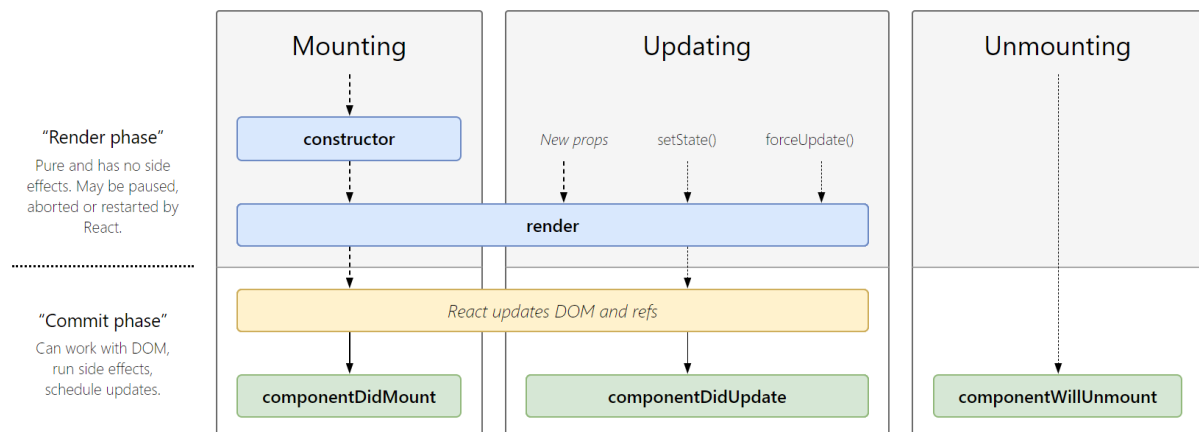 Mounting
Updating
Unmounting
“Render phase”
Pure and has no side
effects. May be paused,
aborted or restarted by
React.
constructor
New props
setState()
forceUpdate()
render
“Commit phase”
Can work with DOM,
run side effects,
schedule updates.
React updates DOM and refs
componentDidMount
componentDidUpdate
componentWillUnmount